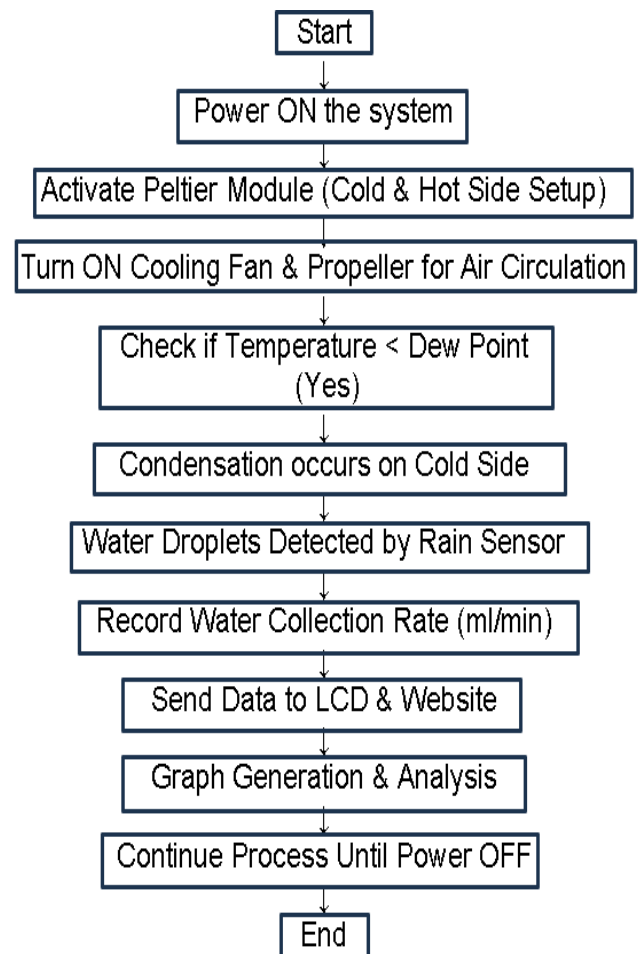 Start
Power ON the system
Activate Peltier Module (Cold & Hot Side Setup)
Turn ON Cooling Fan & Propeller for Air Circulation
Check if Temperature < Dew Point
(Yes)
Condensation occurs on Cold Side
Water Droplets Detected by Rain Sensor
Record Water Collection Rate (ml/min)
Send Data to LCD & Website
Graph Generation & Analysis
Continue Process Until Power OFF
End